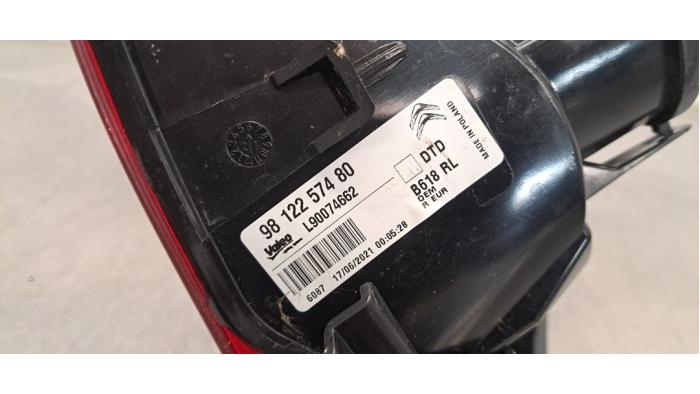 98 122 574 80
L90074662
Valeo
6087 17/06/2021 00:05:28
DTD
B618 RL
OEM
R EUR
MADE IN POLAND